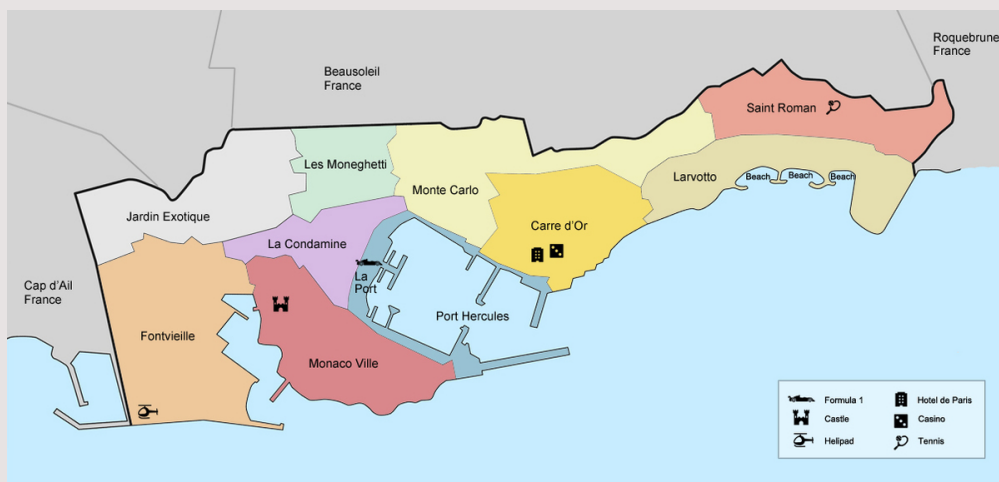 Roquebrune
France
Beausoleil
France
Saint Roman
Les Moneghetti
Larvotto
Beach
Beach
Beach
Monte Carlo
Jardin Exotique
Carre d'Or
La Condamine
Cap d'Ail
France
La
Port
Port Hercules
Fontvieille
Monaco Ville
Formula 1
Hotel de Paris
Castle
Casino
Helipad
Tennis